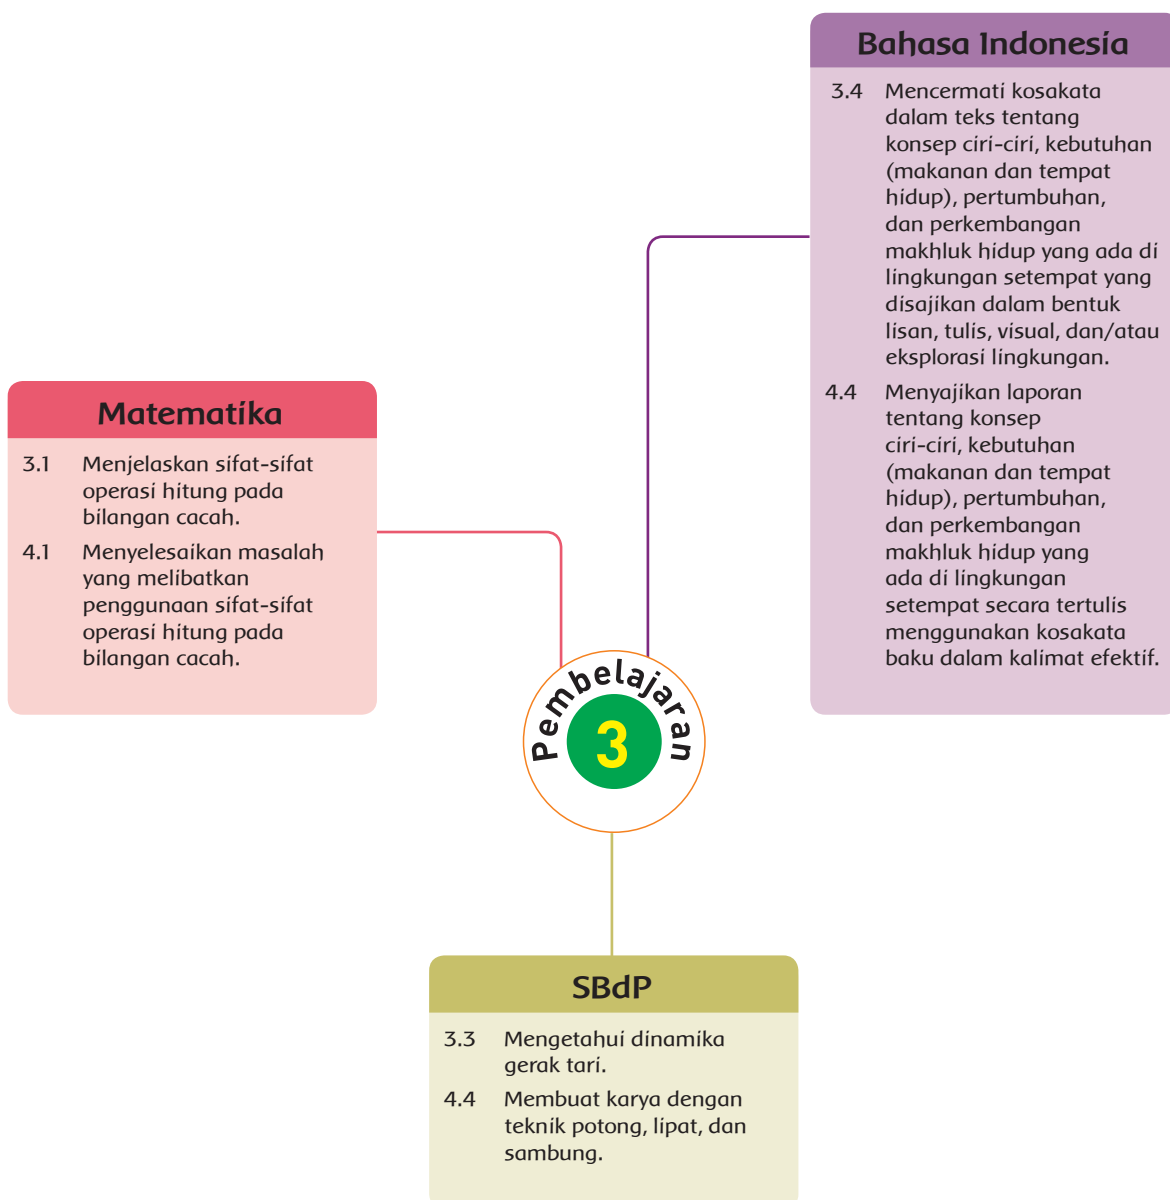 Bahasa Indonesia
3.4 Mencermati kosakata
dalam teks tentang
konsep ciri-ciri, kebutuhan
(makanan dan tempat
hidup), pertumbuhan,
dan perkembangan
makhluk hidup yang ada di
lingkungan setempat yang
disajikan dalam bentuk
lisan, tulis, visual, dan/atau
eksplorasi lingkungan.
4.4 Menyajikan laporan
tentang konsep
ciri-ciri, kebutuhan
(makanan dan tempat
hidup), pertumbuhan,
dan perkembangan
makhluk hidup yang
ada di lingkungan
setempat secara tertulis
menggunakan kosakata
baku dalam kalimat efektif.
Matematika
3.1 Menjelaskan sifat-sifat
operasi hitung pada
bilangan cacah.
4.1 Menyelesaikan masalah
yang melibatkan
penggunaan sifat-sifat
operasi hitung pada
bilangan cacah.
Pembelajaran
3
SBdP
3.3 Mengetahui dinamika
gerak tari.
4.4 Membuat karya dengan
teknik potong, lipat, dan
sambung.